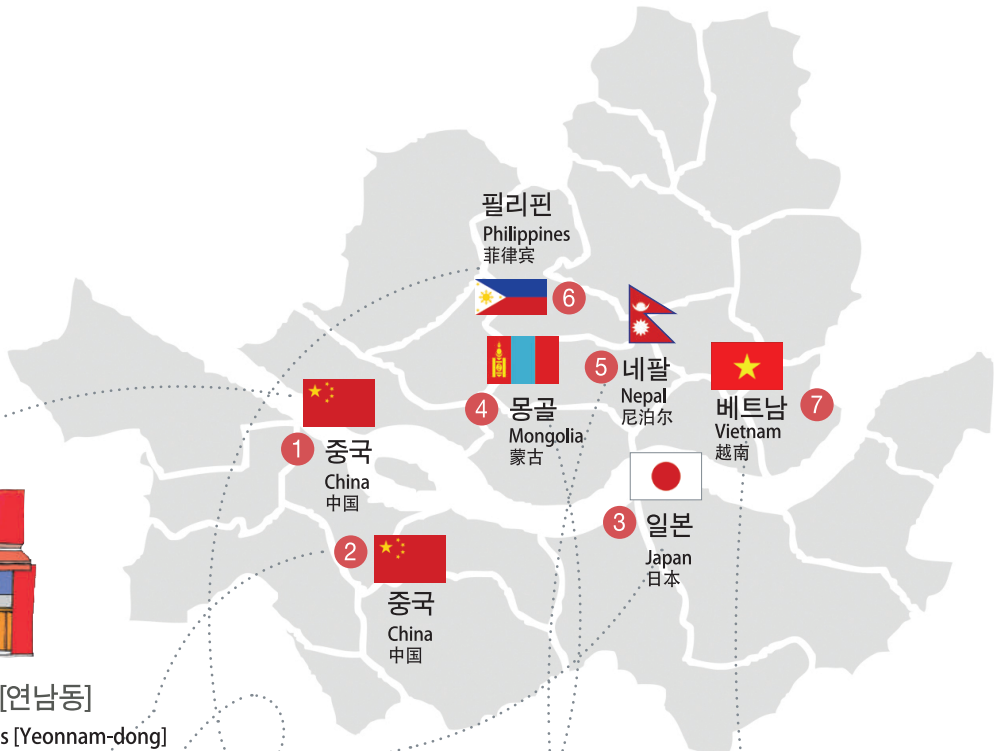 필리핀
Philippines
菲律宾
6
5
네팔
Nepal
尼泊尔
4
몽골
Mongolia
蒙古
베트남
Vietnam
越南
7
1
중국
China
中国
3
일본
Japan
日本
2
중국
China
中国
[연남동]
s [Yeonnam-dong]